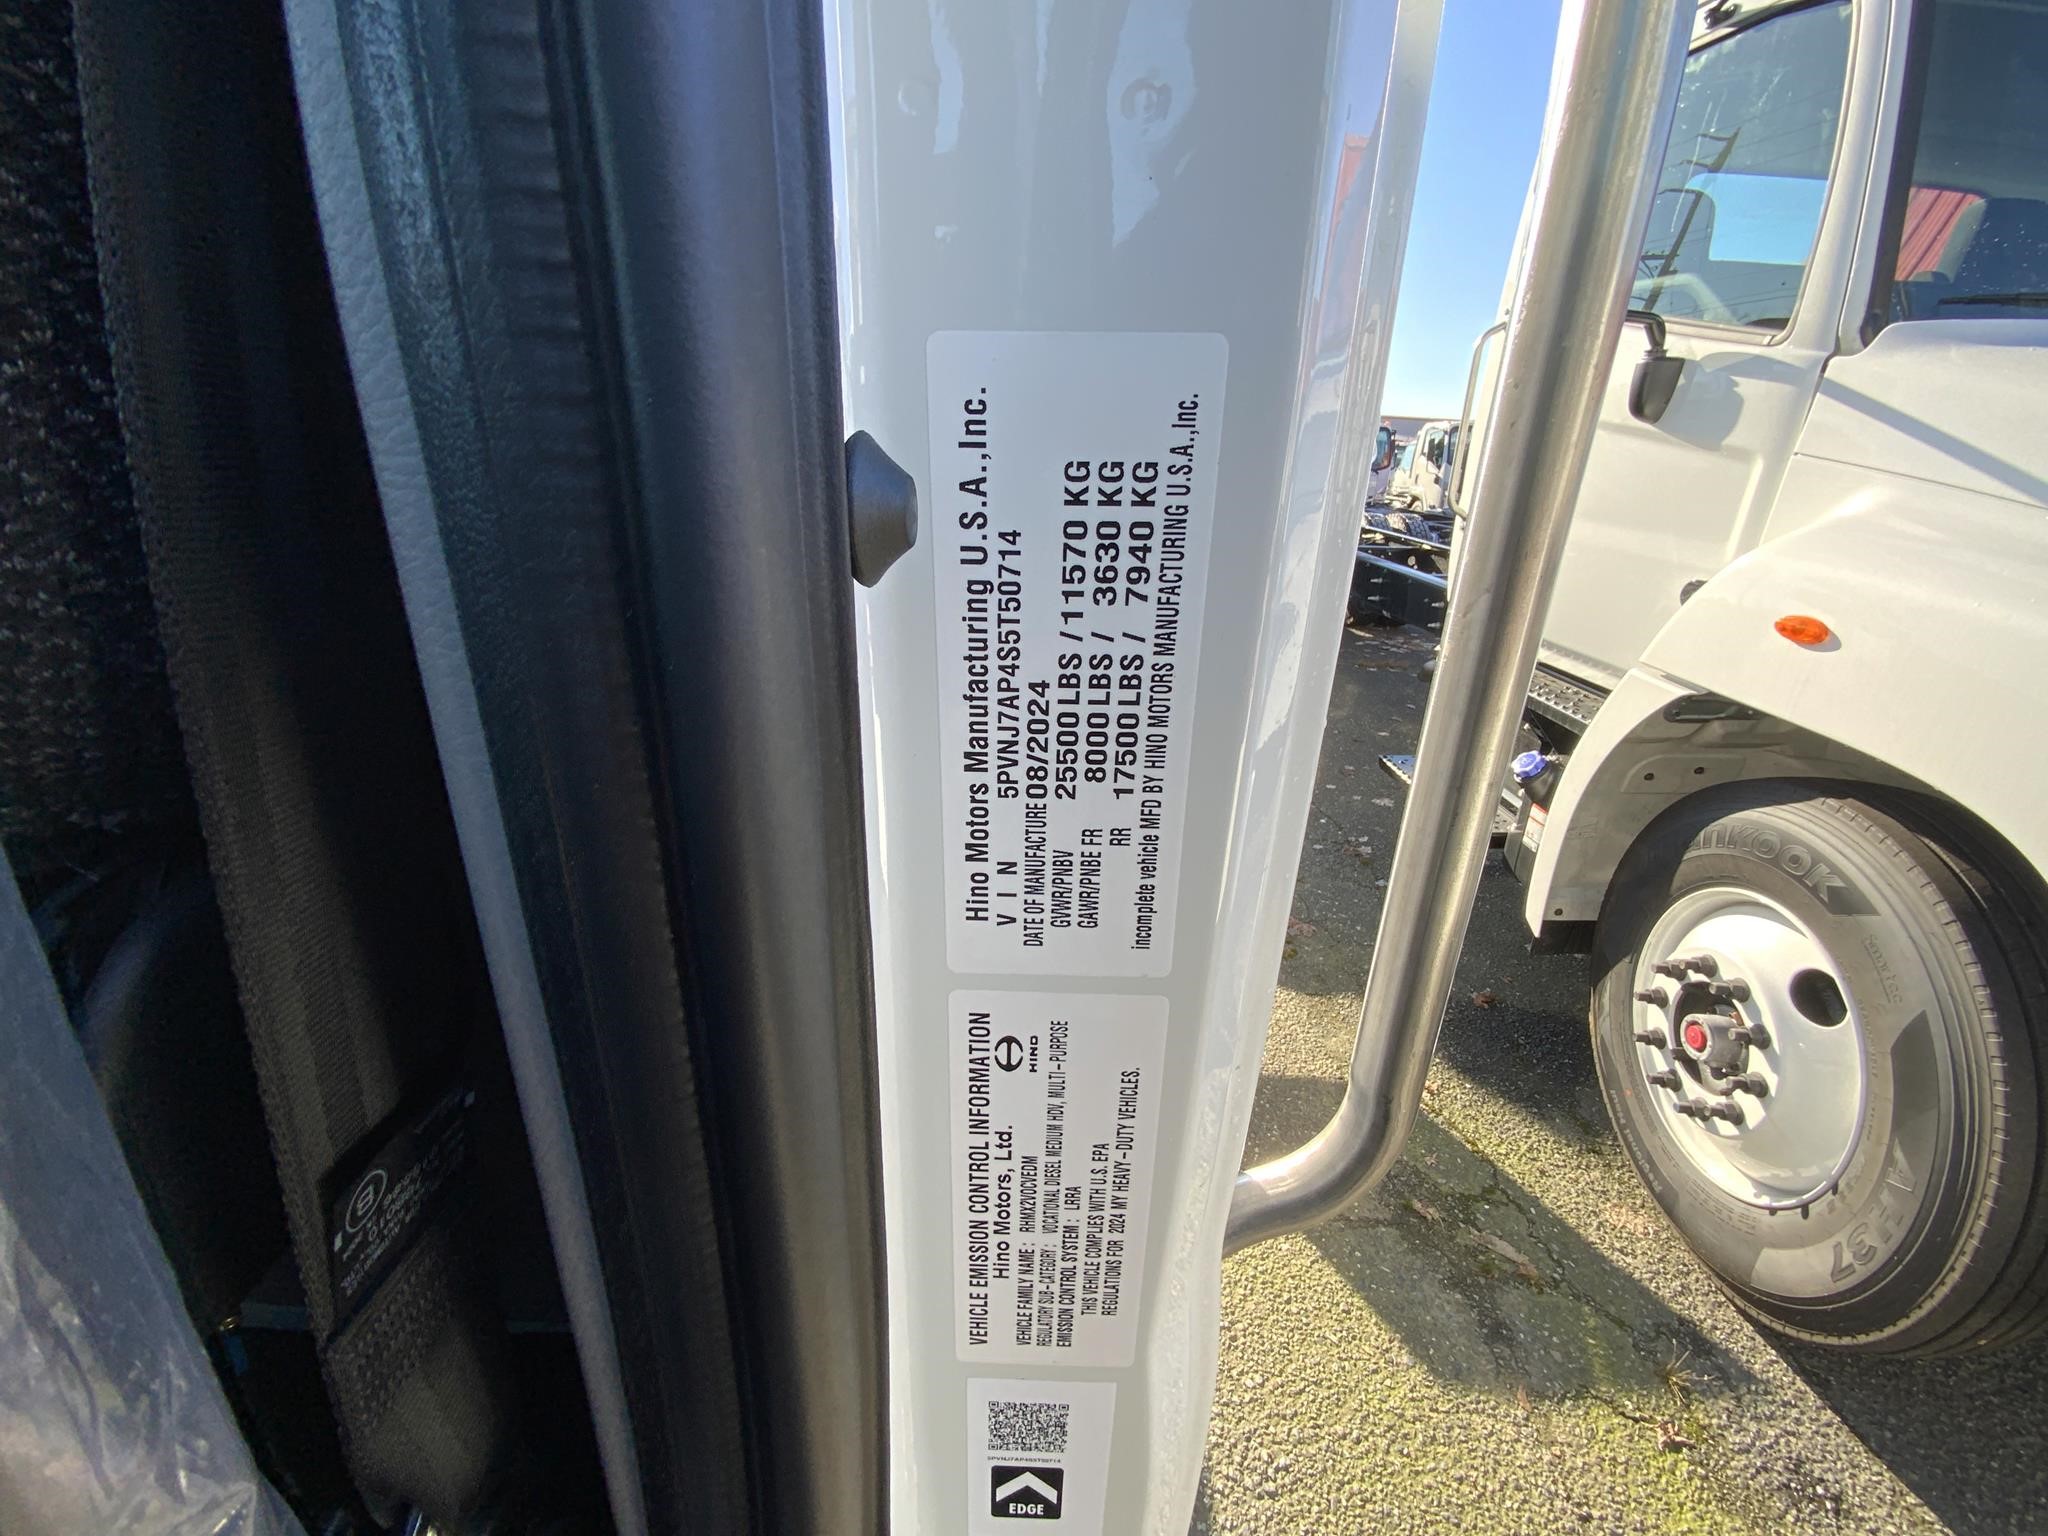 Hino Motors Manufacturing U.S.A.,Inc.
VIN 5PVNJ7AP4S5T50714
DATE OF MANUFACTURE 08/2024
GVWR/PNBV 25500 LBS / 11570 KG
GAWR/PNBE FR 8000 LBS / 3630 KG
RR 17500 LBS / 7940 KG
incomplete vehicle MFD BY HINO MOTORS MANUFACTURING U.S.A.,Inc.
VEHICLE EMISSION CONTROL INFORMATION
Hino Motors, Ltd.
HINO
VEHICLE FAMILY NAME : RHMX2VOCVEDM
REGULATORY SUB-CATEGORY : VOCATIONAL DIESEL MEDIUM HDV, MULTI-PURPOSE
EMISSION CONTROL SYSTEM : LRRA
THIS VEHICLE COMPLIES WITH U.S. EPA
REGULATIONS FOR 2024 MY HEAVY-DUTY VEHICLES.
5PVNJ7AP4S5T50714
EDGE
HANKOOK
AH37